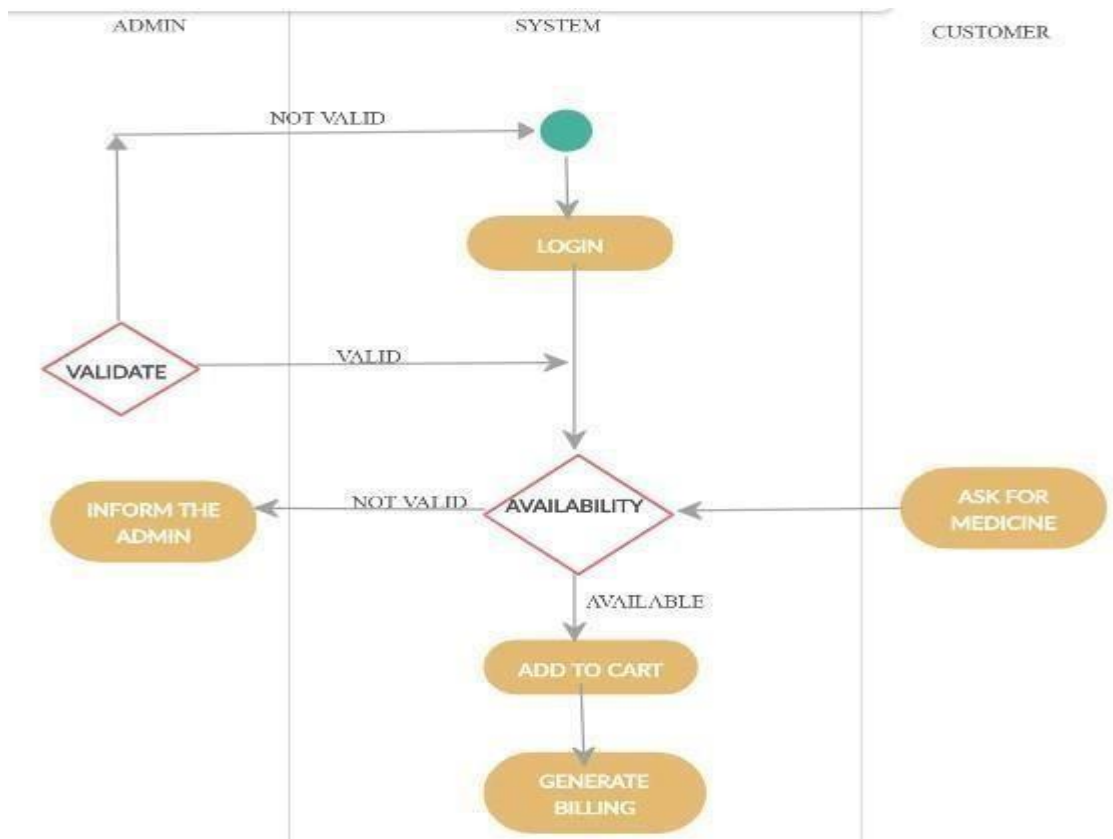 ADMIN
SYSTEM
CUSTOMER
NOT VALID
LOGIN
VALIDATE
VALID
INFORM THE
ADMIN
NOT VALID
AVAILABILITY
ASK FOR
MEDICINE
AVAILABLE
ADD TO CART
GENERATE
BILLING